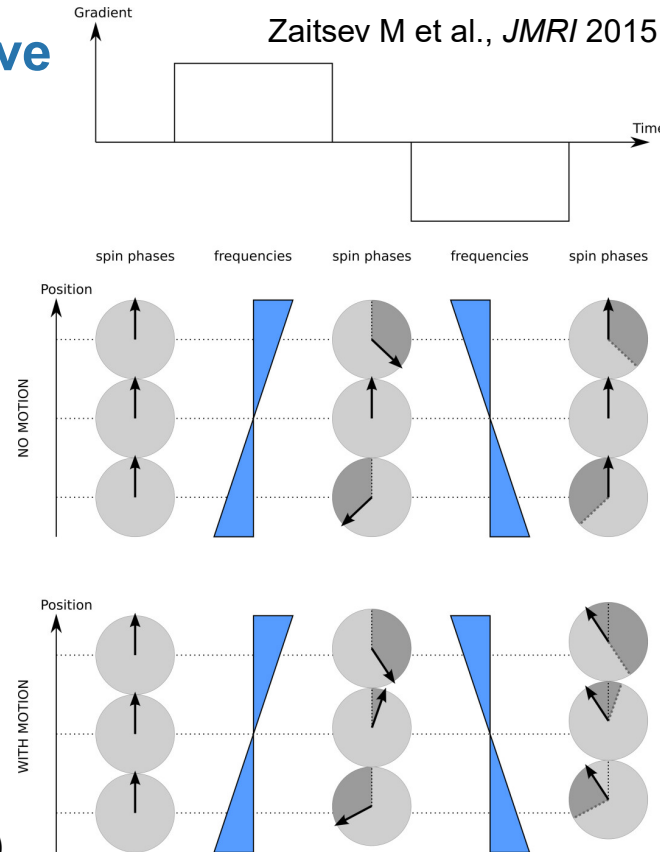 ve
Zaitsev M et al., JMRI 2015
Gradient
Time
spin phases frequencies spin phases frequencies spin phases
Position
NO MOTION
Position
WITH MOTION
)